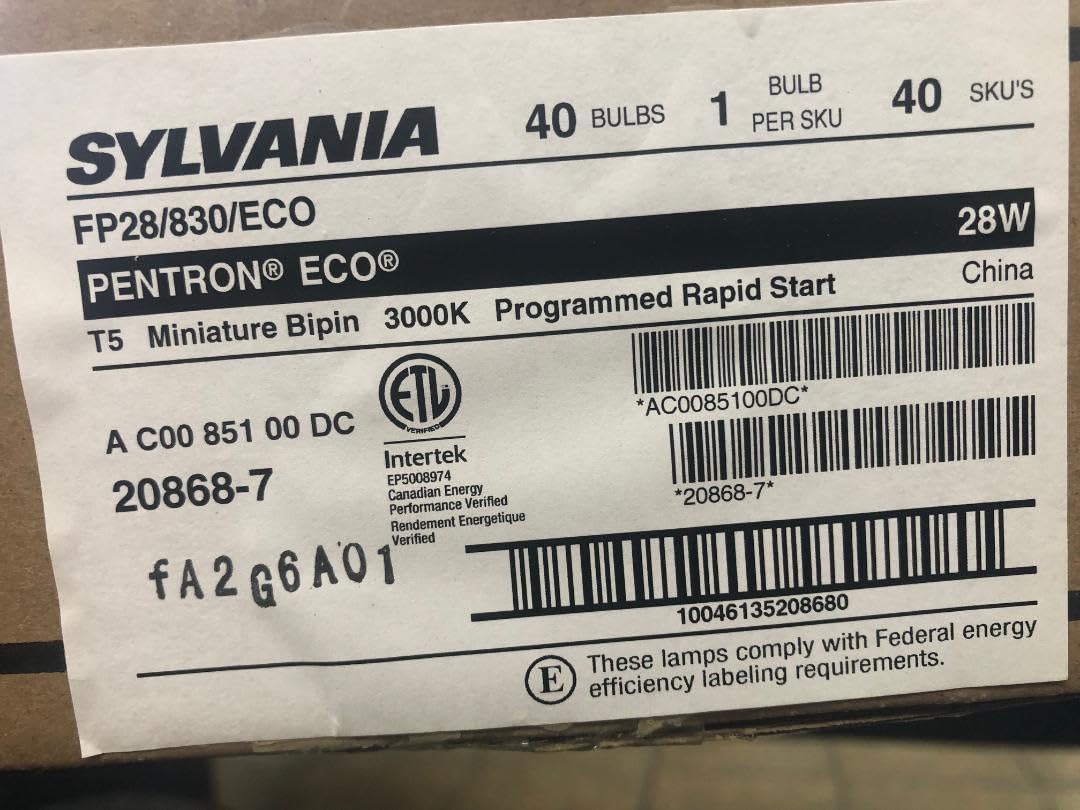 SYLVANIA
40 BULBS 1 BULB PER SKU 40 SKU'S
FP28/830/ECO
PENTRON® ECO® 28W
T5 Miniature Bipin 3000K Programmed Rapid Start China
*AC0085100DC*
A C00 851 00 DC
20868-7
ETL
VERIFIED
Intertek
EP5008974
Canadian Energy
Performance Verified
Rendement Energetique
Verified
*20868-7*
fA2G6A01
10046135208680
E
These lamps comply with Federal energy
efficiency labeling requirements.